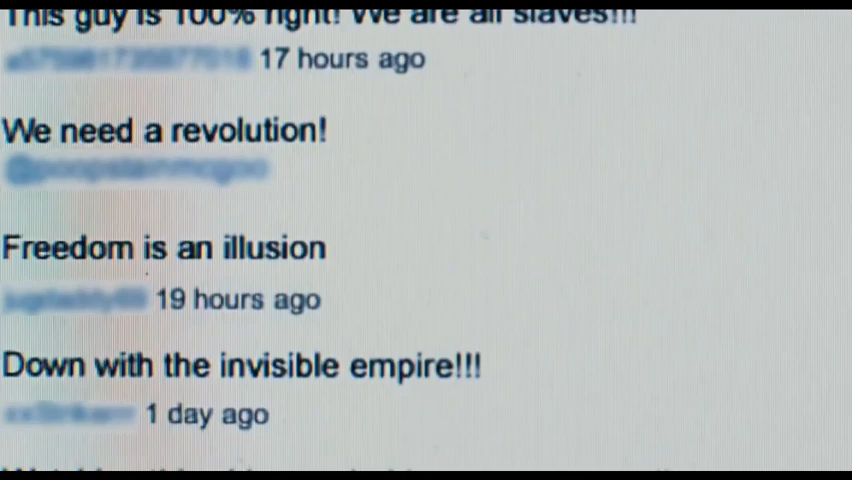 This guy is 100% right! We are all slaves!!!
17 hours ago
We need a revolution!
Freedom is an illusion
19 hours ago
Down with the invisible empire!!!
1 day ago